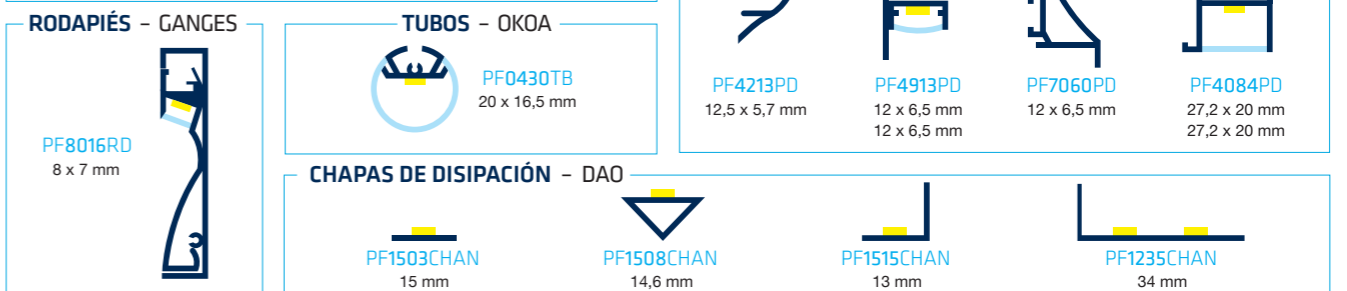 RODAPIÉS – GANGES
PF8016RD
8 x 7 mm
TUBOS – OKOA
PF0430TB
20 x 16,5 mm
PF4213PD
12,5 x 5,7 mm
PF4913PD
12 x 6,5 mm
12 x 6,5 mm
PF7060PD
12 x 6,5 mm
PF4084PD
27,2 x 20 mm
27,2 x 20 mm
CHAPAS DE DISIPACIÓN – DAO
PF1503CHAN
15 mm
PF1508CHAN
14,6 mm
PF1515CHAN
13 mm
PF1235CHAN
34 mm